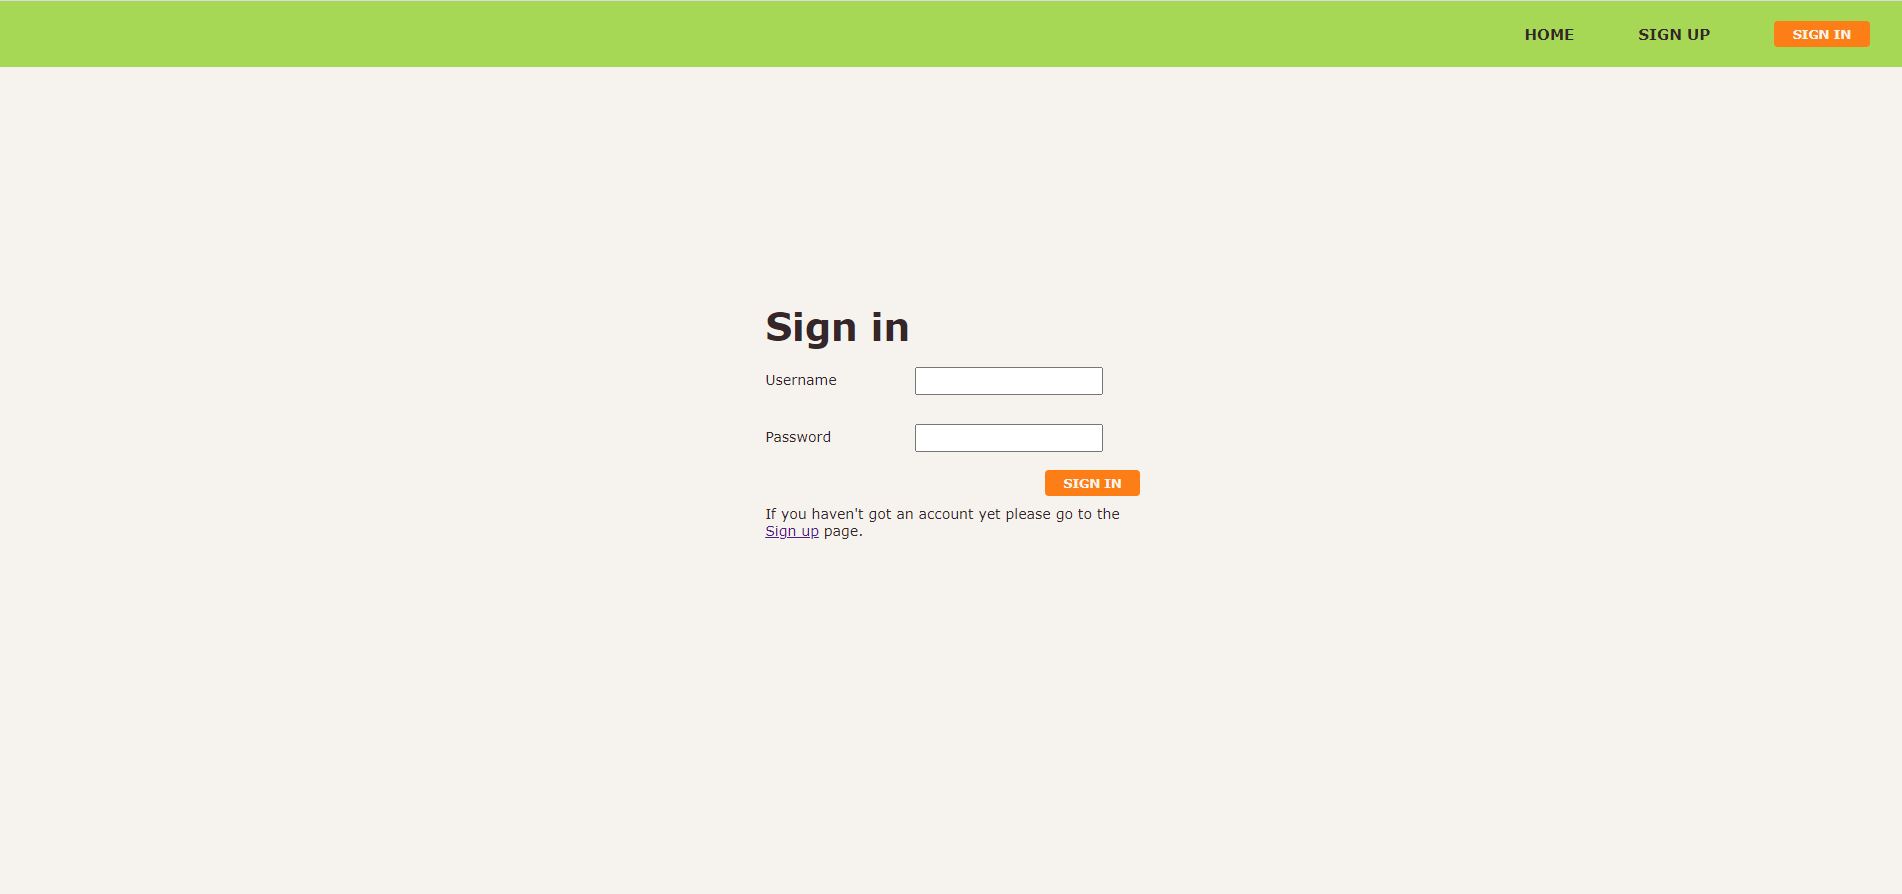 HOME SIGN UP SIGN IN
Sign in
Username
Password
SIGN IN
If you haven't got an account yet please go to the
Sign up page.